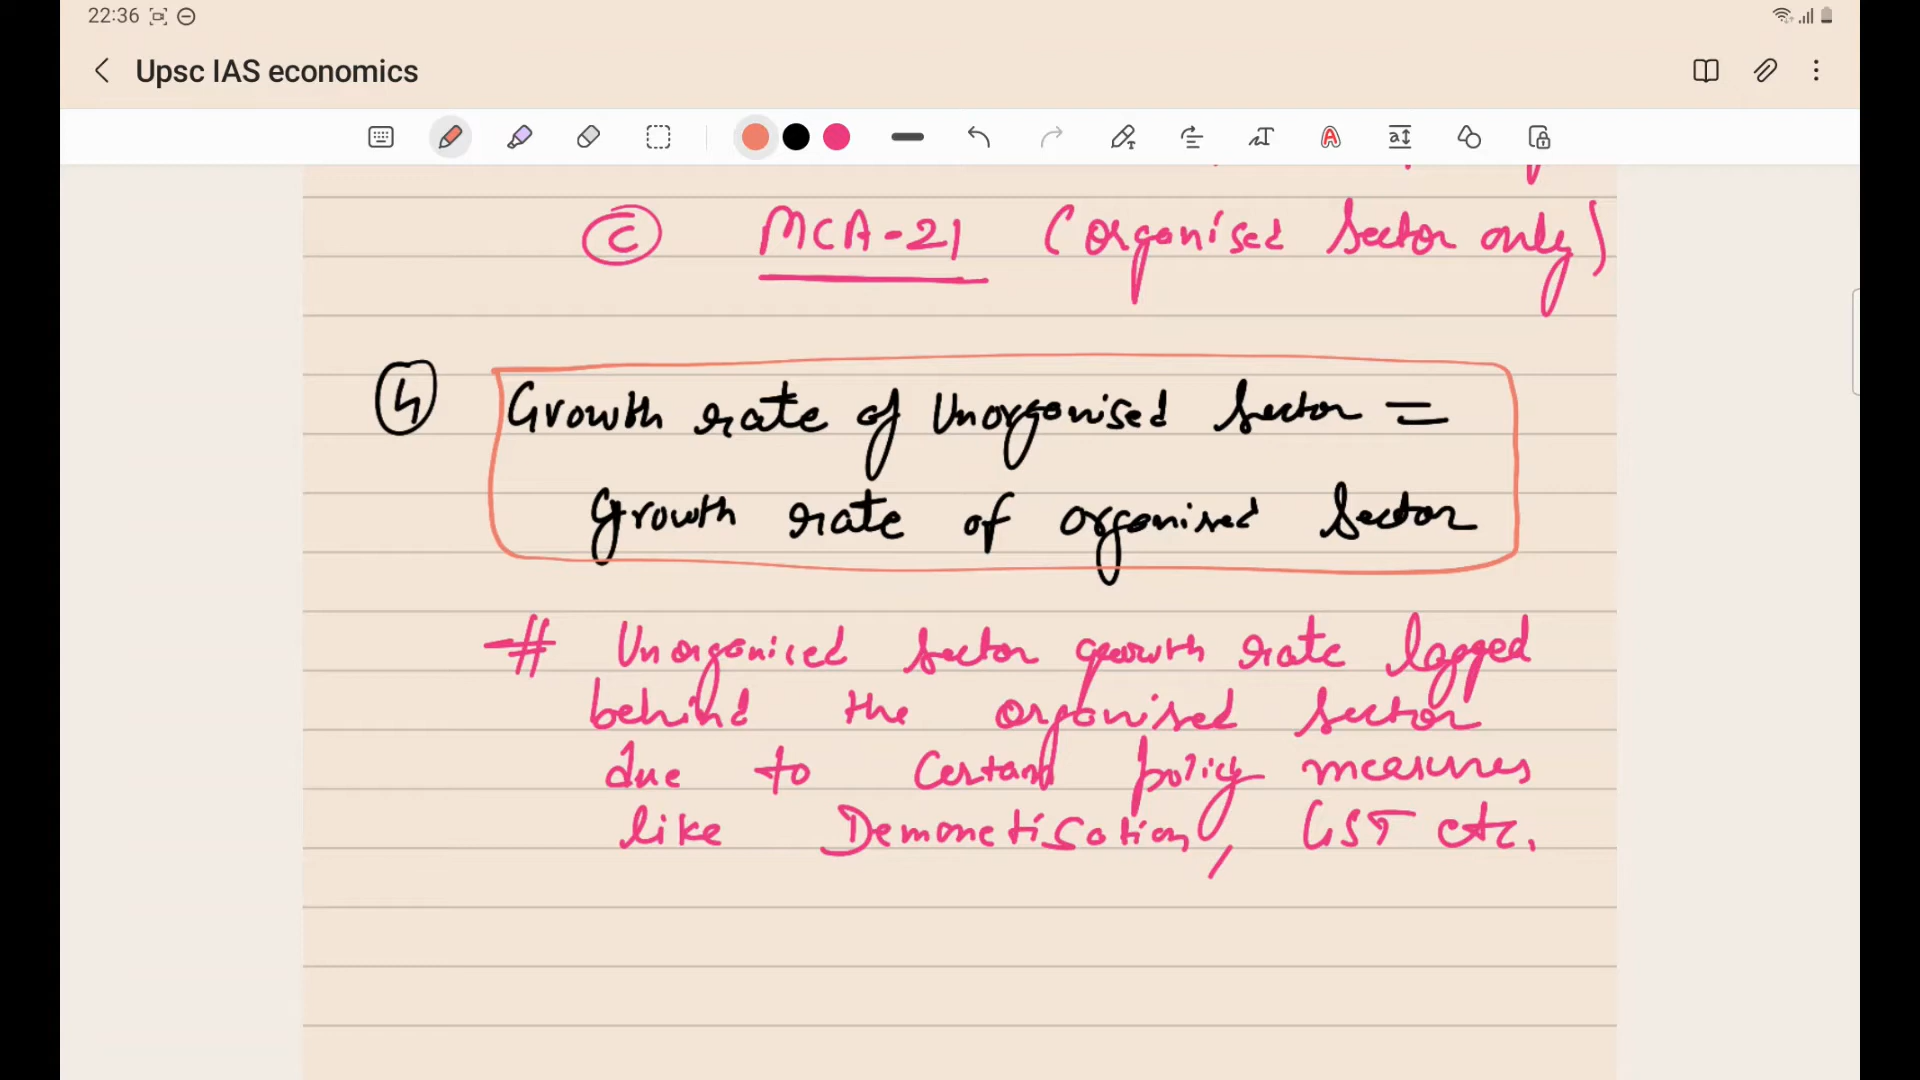 22:36
Upsc IAS economics
C MCA-21 (Organised Sector only)
4 Growth rate of Unorganised Sector =
Growth rate of organised Sector
# Unorganised Sector growth rate lagged
behind the organised Sector
due to Certain policy measures
like Demonetisation, GST etc.